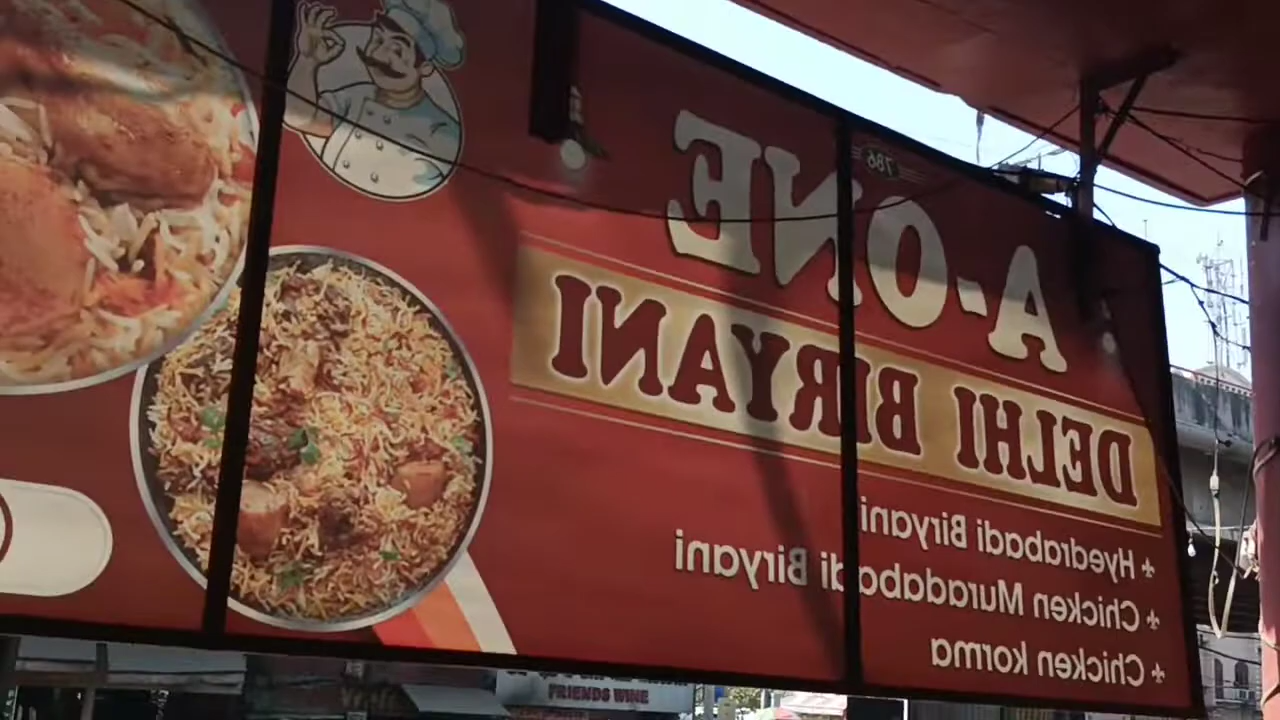 786
A-ONE
DELHI BIRYANI
Hyedrabadi Biryani
Chicken Muradabadi Biryani
Chicken korma
FRIENDS WINE